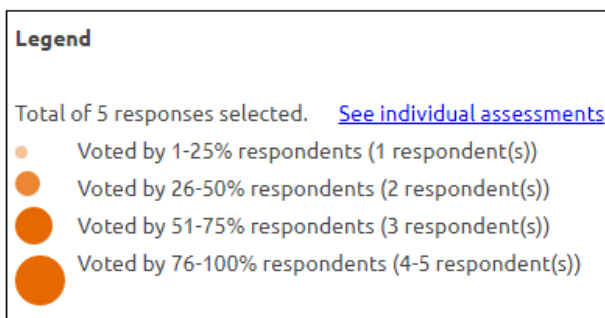 Legend
Total of 5 responses selected. See individual assessments
Voted by 1-25% respondents (1 respondent(s))
Voted by 26-50% respondents (2 respondent(s))
Voted by 51-75% respondents (3 respondent(s))
Voted by 76-100% respondents (4-5 respondent(s))